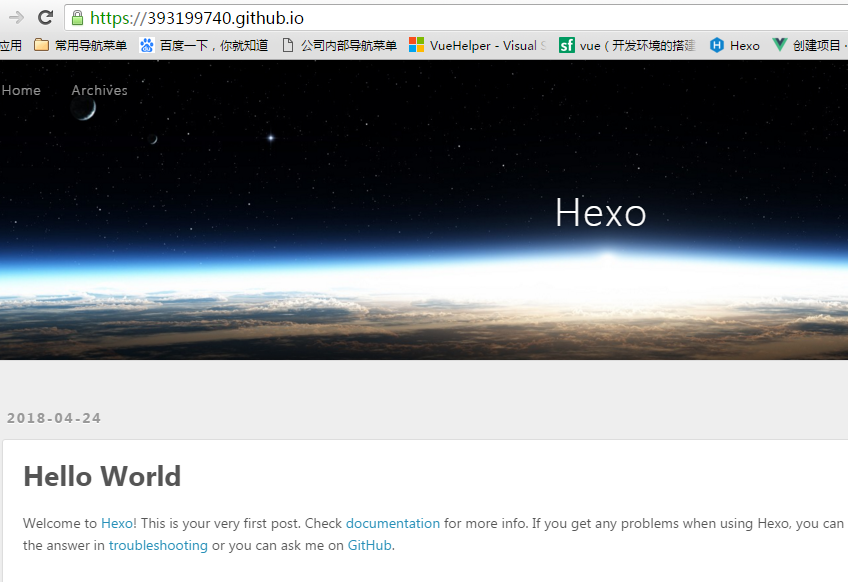 https://393199740.github.io
应用 常用导航菜单 百度一下，你就知道 公司内部导航菜单 VueHelper - Visual S vue（开发环境的搭建 Hexo 创建项目 ·
Home Archives
Hexo
2018-04-24
Hello World
Welcome to Hexo! This is your very first post. Check documentation for more info. If you get any problems when using Hexo, you can
the answer in troubleshooting or you can ask me on GitHub.